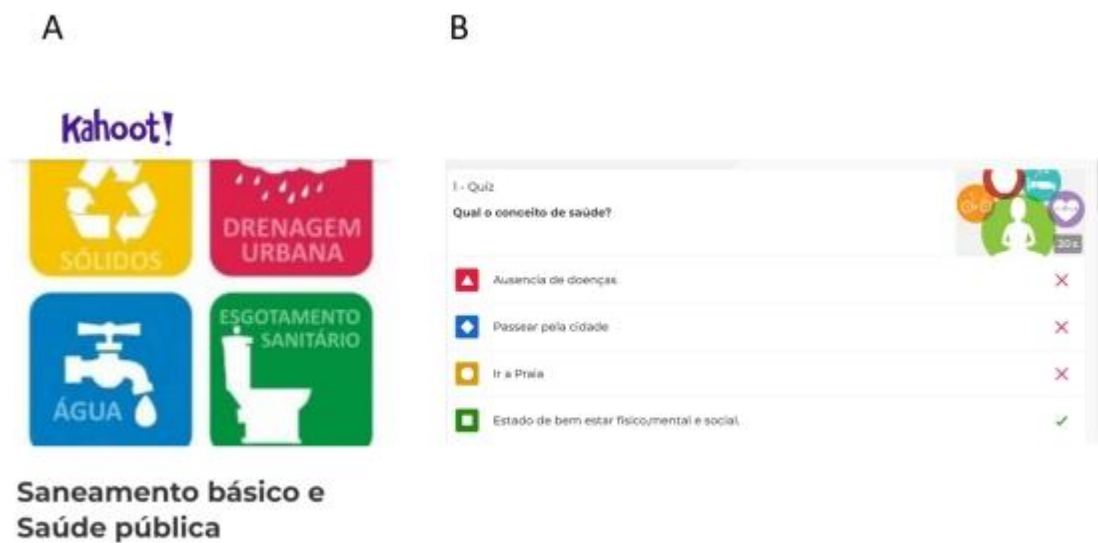 A
B
Kahoot!
SÓLIDOS
DRENAGEM
URBANA
ÁGUA
ESGOTAMENTO
SANITÁRIO
Saneamento básico e
Saúde pública
1 - Quiz
Qual o conceito de saúde?
20 s
Ausencia de doenças
Passear pela cidade
Ir a Praia
Estado de bem estar fisico,mental e social.